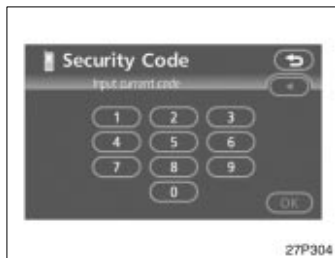 Security Code
Input current code
1 2 3
4 5 6
7 8 9
0
OK
27P304